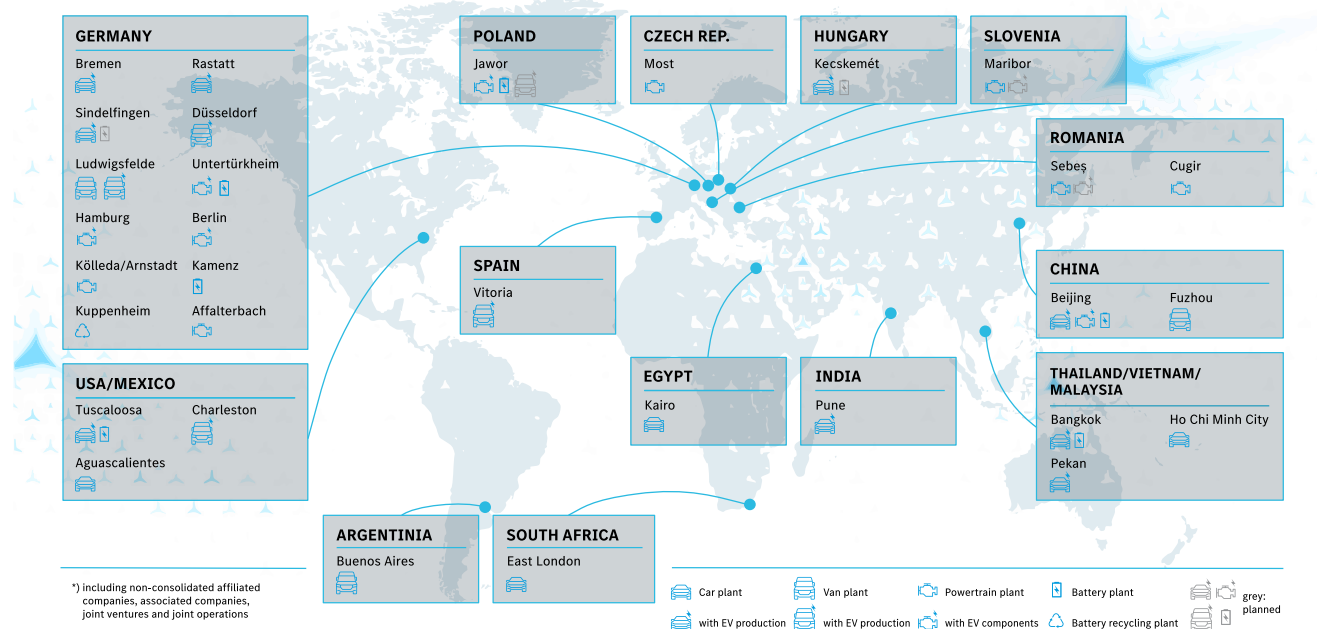 GERMANY
Bremen Rastatt
Sindelfingen Düsseldorf
Ludwigsfelde Untertürkheim
Hamburg Berlin
Kölleda/Arnstadt Kamenz
Kuppenheim Affalterbach
USA/MEXICO
Tuscaloosa Charleston
Aguascalientes
POLAND
Jawor
CZECH REP.
Most
HUNGARY
Kecskemét
SLOVENIA
Maribor
ROMANIA
Sebeş Cugir
SPAIN
Vitoria
CHINA
Beijing Fuzhou
EGYPT
Kairo
INDIA
Pune
THAILAND/VIETNAM/
MALAYSIA
Bangkok Ho Chi Minh City
Pekan
ARGENTINIA
Buenos Aires
SOUTH AFRICA
East London
*) including non-consolidated affiliated
companies, associated companies,
joint ventures and joint operations
Car plant Van plant Powertrain plant Battery plant
with EV production with EV production with EV components Battery recycling plant
grey:
planned